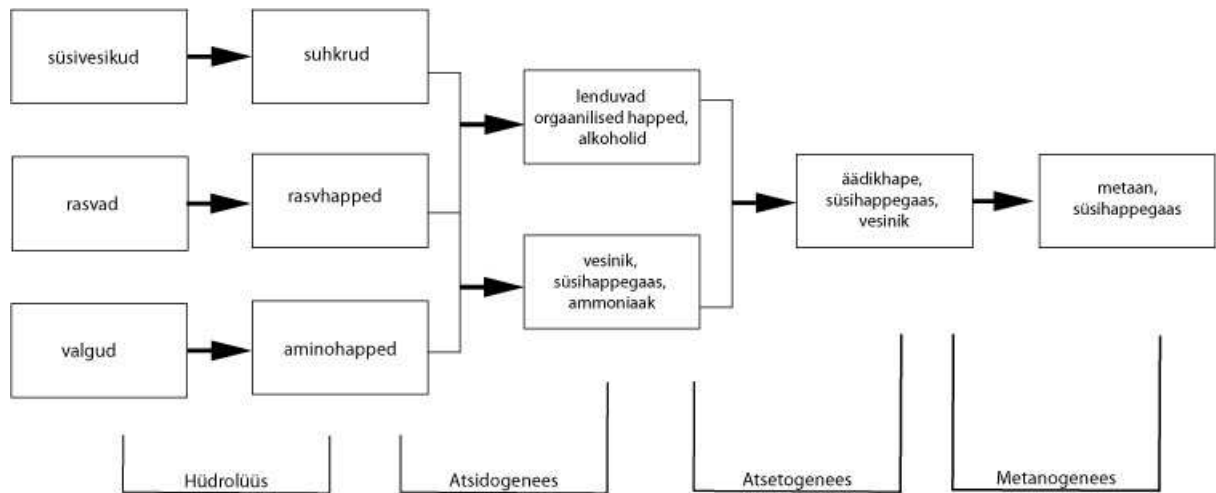 süsivesikud
suhkrud
rasvad
rasvhapped
valgud
aminohapped
lenduvad
orgaanilised happed,
alkoholid
vesinik,
süsihappegaas,
ammoniaak
äädikhape,
süsihappegaas,
vesinik
metaan,
süsihappegaas
Hüdrolüüs
Atsidogenees
Atsetogenees
Metanogenees